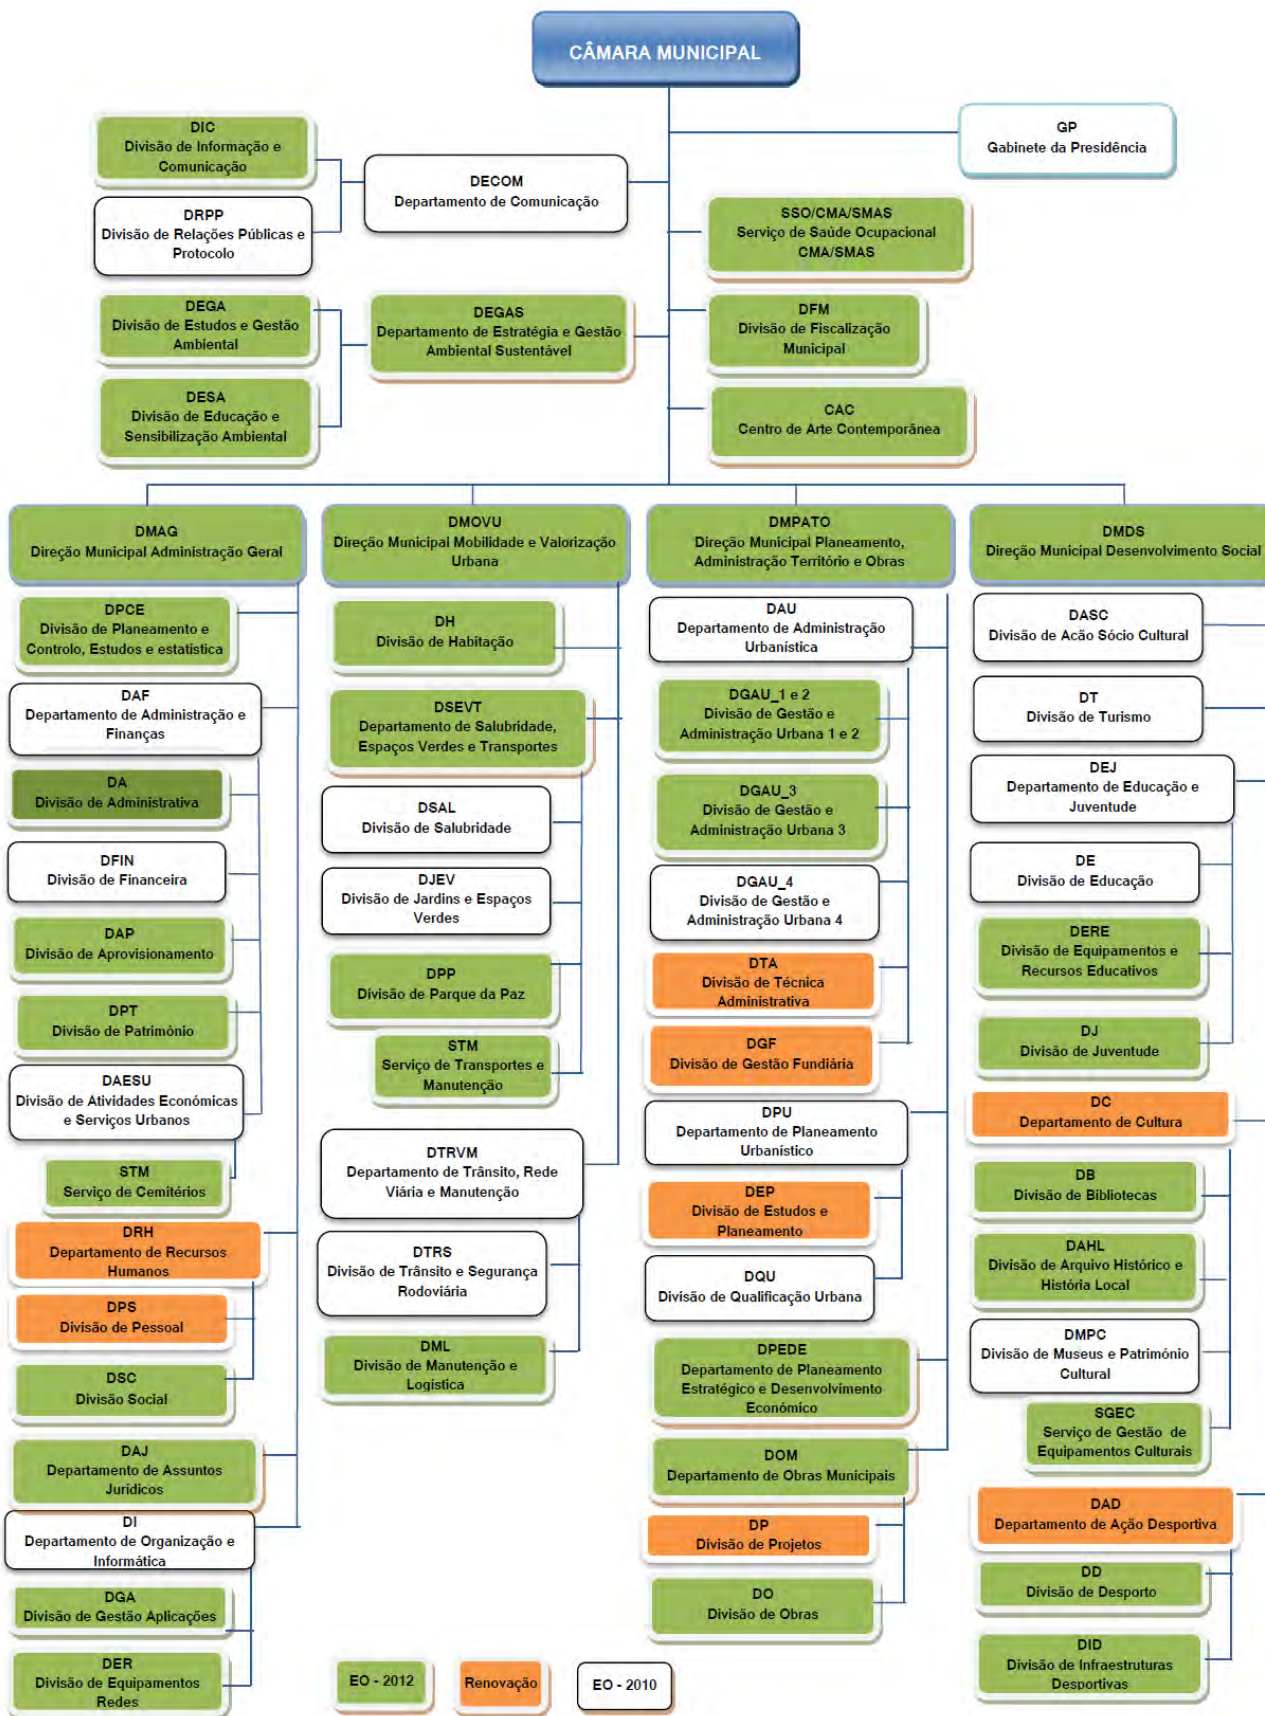 CÂMARA MUNICIPAL
GP
Gabinete da Presidência
DIC
Divisão de Informação e
Comunicação
DECOM
Departamento de Comunicação
DRPP
Divisão de Relações Públicas e
Protocolo
SSO/CMA/SMAS
Serviço de Saúde Ocupacional
CMA/SMAS
DEGA
Divisão de Estudos e Gestão
Ambiental
DEGAS
Departamento de Estratégia e Gestão
Ambiental Sustentável
DFM
Divisão de Fiscalização
Municipal
DESA
Divisão de Educação e
Sensibilização Ambiental
CAC
Centro de Arte Contemporânea
DMAG
Direção Municipal Administração Geral
DPCE
Divisão de Planeamento e
Controlo, Estudos e estatística
DAF
Departamento de Administração e
Finanças
DA
Divisão de Administrativa
DFIN
Divisão de Financeira
DAP
Divisão de Aprovisionamento
DPT
Divisão de Património
DAESU
Divisão de Atividades Económicas
e Serviços Urbanos
STM
Serviço de Cemitérios
DRH
Departamento de Recursos
Humanos
DPS
Divisão de Pessoal
DSC
Divisão Social
DAJ
Departamento de Assuntos
Jurídicos
DI
Departamento de Organização e
Informática
DGA
Divisão de Gestão Aplicações
DER
Divisão de Equipamentos
Redes
DMOVU
Direção Municipal Mobilidade e Valorização
Urbana
DH
Divisão de Habitação
DSEVT
Departamento de Salubridade,
Espaços Verdes e Transportes
DSAL
Divisão de Salubridade
DJEV
Divisão de Jardins e Espaços
Verdes
DPP
Divisão de Parque da Paz
STM
Serviço de Transportes e
Manutenção
DTRVM
Departamento de Trânsito, Rede
Viária e Manutenção
DTRS
Divisão de Trânsito e Segurança
Rodoviária
DML
Divisão de Manutenção e
Logística
DMPATO
Direção Municipal Planeamento,
Administração Território e Obras
DAU
Departamento de Administração
Urbanística
DGAU_1 e 2
Divisão de Gestão e
Administração Urbana 1 e 2
DGAU_3
Divisão de Gestão e
Administração Urbana 3
DGAU_4
Divisão de Gestão e
Administração Urbana 4
DTA
Divisão de Técnica
Administrativa
DGF
Divisão de Gestão Fundiária
DPU
Departamento de Planeamento
Urbanístico
DEP
Divisão de Estudos e
Planeamento
DQU
Divisão de Qualificação Urbana
DPEDE
Departamento de Planeamento
Estratégico e Desenvolvimento
Económico
DOM
Departamento de Obras Municipais
DP
Divisão de Projetos
DO
Divisão de Obras
DMDS
Direção Municipal Desenvolvimento Social
DASC
Divisão de Acão Sócio Cultural
DT
Divisão de Turismo
DEJ
Departamento de Educação e
Juventude
DE
Divisão de Educação
DERE
Divisão de Equipamentos e
Recursos Educativos
DJ
Divisão de Juventude
DC
Departamento de Cultura
DB
Divisão de Bibliotecas
DAHL
Divisão de Arquivo Histórico e
História Local
DMPC
Divisão de Museus e Património
Cultural
SGEC
Serviço de Gestão de
Equipamentos Culturais
DAD
Departamento de Ação Desportiva
DD
Divisão de Desporto
DID
Divisão de Infraestruturas
Desportivas
EO - 2012
Renovação
EO - 2010